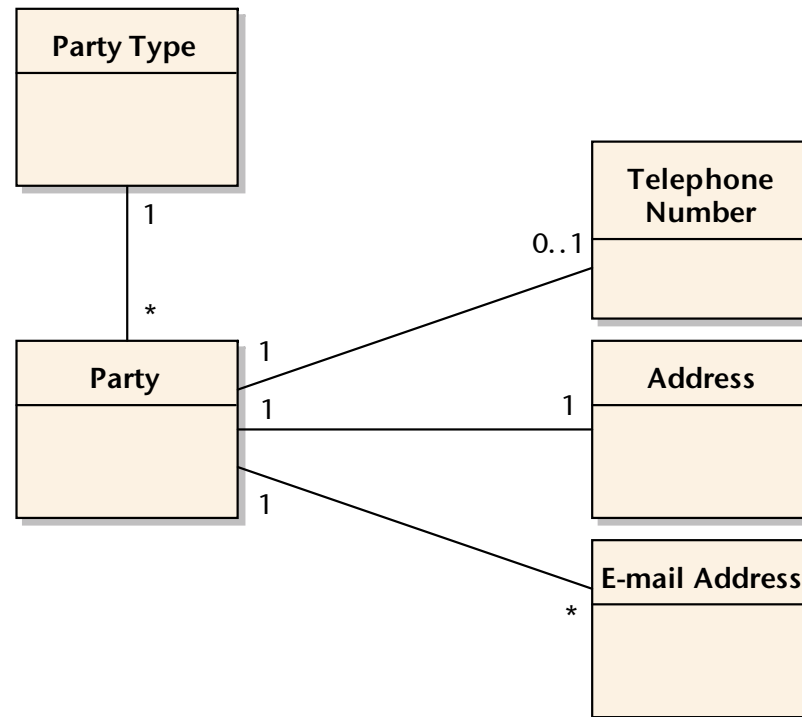 Party Type
1
*
Party
1
1
1
0..1
Telephone
Number
1
Address
*
E-mail Address